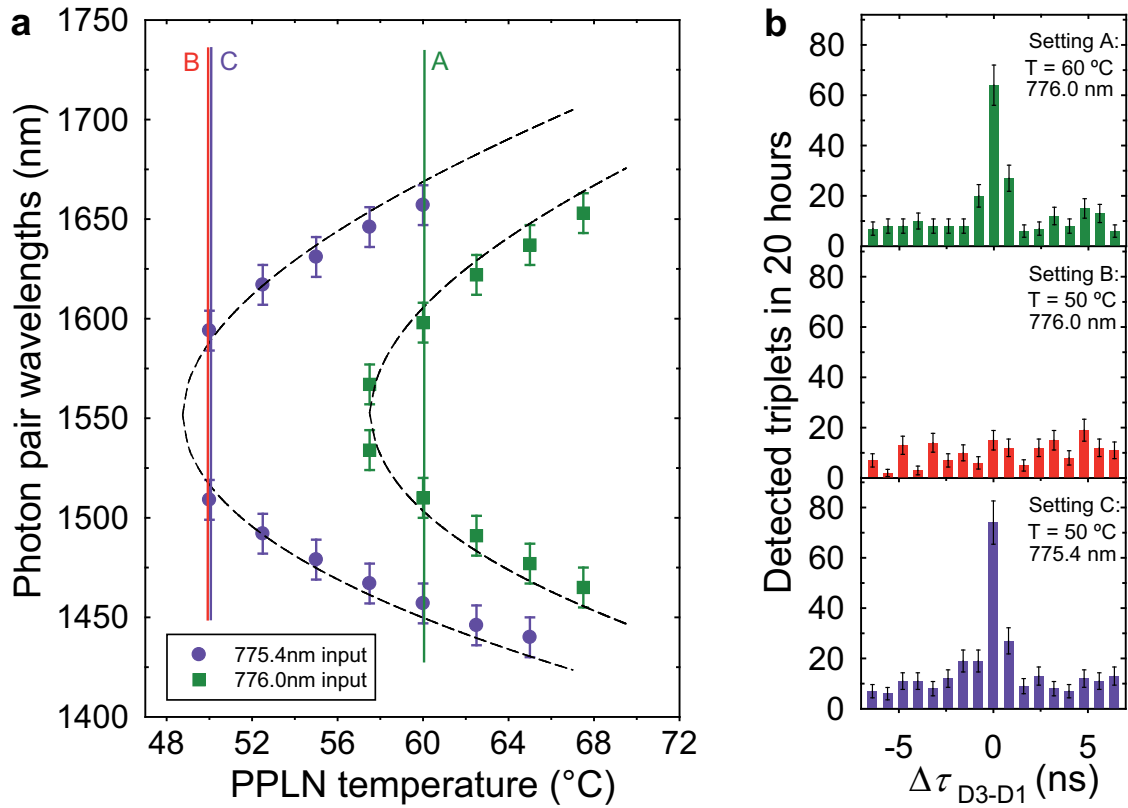 a
Photon pair wavelengths (nm)
1750
1700
1650
1600
1550
1500
1450
1400
B C
A
775.4nm input
776.0nm input
48 52 56 60 64 68 72
PPLN temperature (°C)
b
Detected triplets in 20 hours
80
60
40
20
0
Setting A:
T = 60 ºC
776.0 nm
80
60
40
20
0
Setting B:
T = 50 ºC
776.0 nm
80
60
40
20
0
Setting C:
T = 50 ºC
775.4 nm
-5 0 5
Δτ D3-D1 (ns)